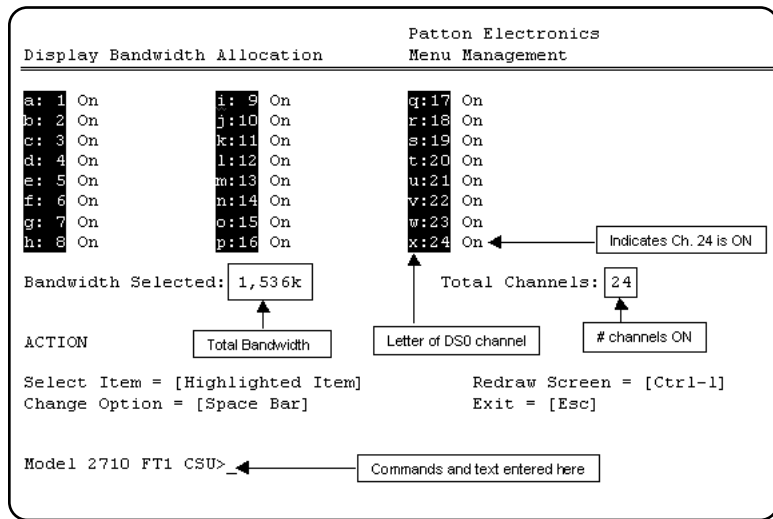 Patton Electronics
Display Bandwidth Allocation Menu Management
a: 1 On i: 9 On q:17 On
b: 2 On j:10 On r:18 On
c: 3 On k:11 On s:19 On
d: 4 On l:12 On t:20 On
e: 5 On m:13 On u:21 On
f: 6 On n:14 On v:22 On
g: 7 On o:15 On w:23 On
h: 8 On p:16 On x:24 On Indicates Ch. 24 is ON
Bandwidth Selected: 1,536k Total Channels: 24
ACTION Total Bandwidth Letter of DS0 channel # channels ON
Select Item = [Highlighted Item] Redraw Screen = [Ctrl-l]
Change Option = [Space Bar] Exit = [Esc]
Model 2710 FT1 CSU>_ Commands and text entered here